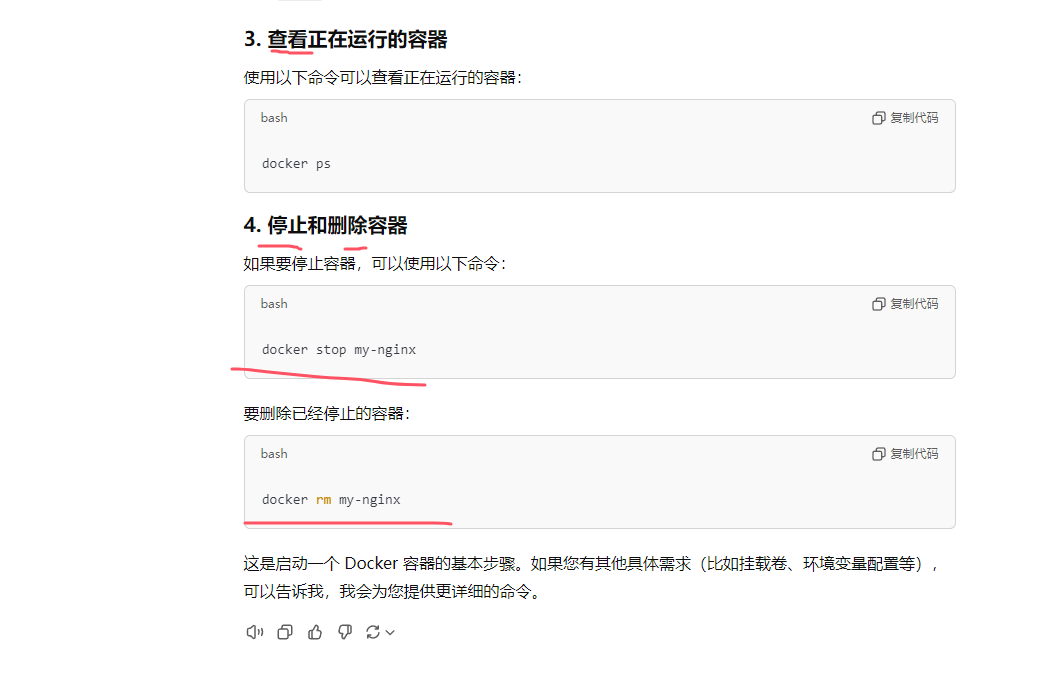 3. 查看正在运行的容器
使用以下命令可以查看正在运行的容器：
bash
复制代码
docker ps
4. 停止和删除容器
如果要停止容器，可以使用以下命令：
bash
复制代码
docker stop my-nginx
要删除已经停止的容器：
bash
复制代码
docker rm my-nginx
这是启动一个 Docker 容器的基本步骤。如果您有其他具体需求（比如挂载卷、环境变量配置等），
可以告诉我，我会为您提供更详细的命令。